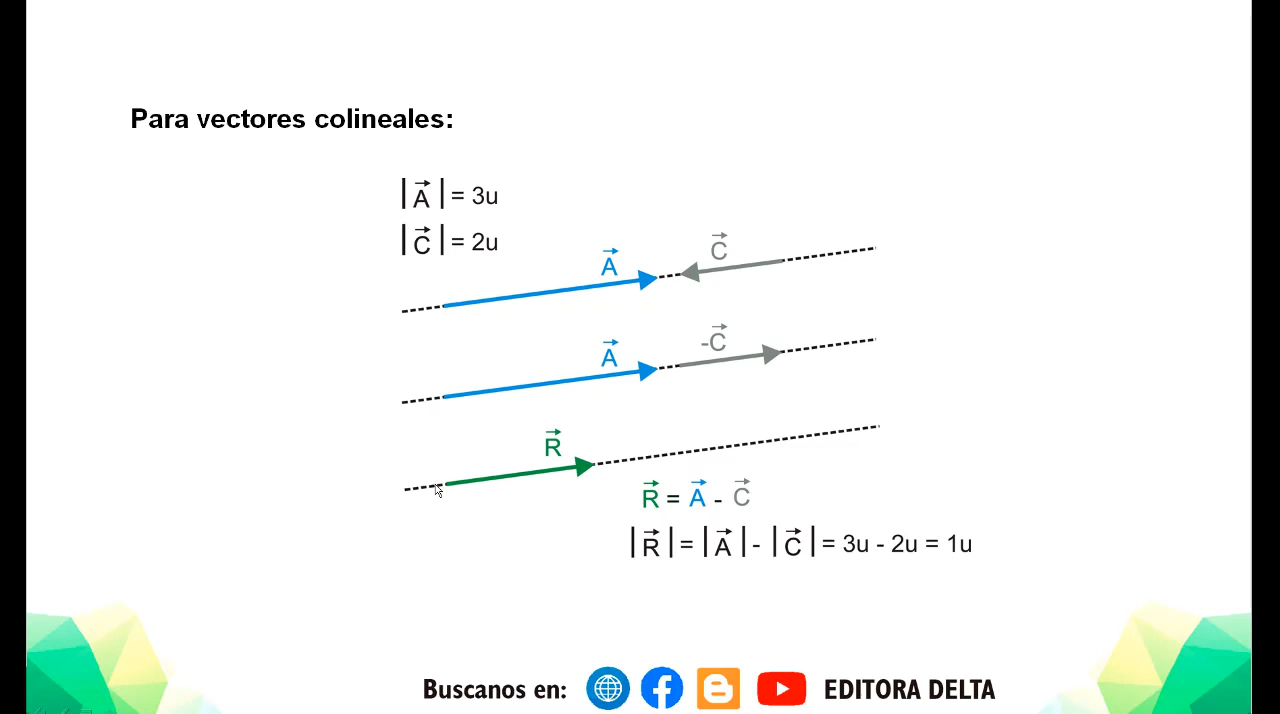 Para vectores colineales:
|A⃗| = 3u
|C⃗| = 2u
A⃗ C⃗
A⃗ -C⃗
R⃗
R⃗ = A⃗ - C⃗
|R⃗| = |A⃗| - |C⃗| = 3u - 2u = 1u
Buscanos en: EDITORA DELTA